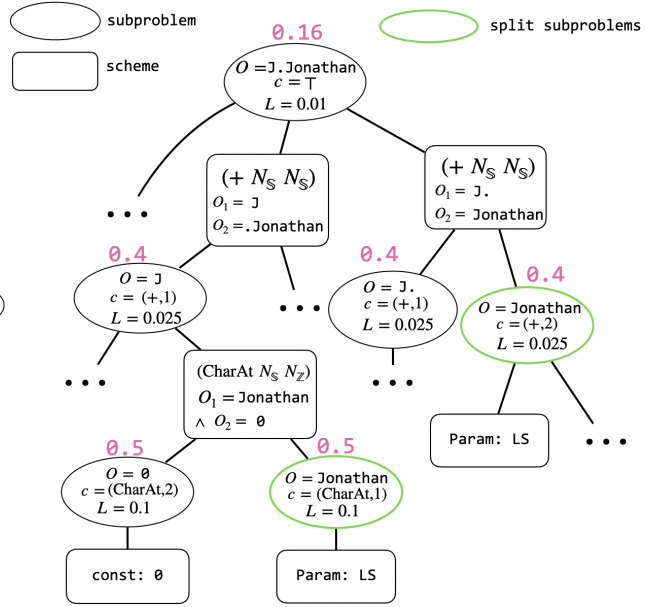 subproblem
scheme
split subproblems
0.16
O =J.Jonathan
c = ⊤
L = 0.01
(+ N𝕊 N𝕊)
O₁ = J
O₂ =.Jonathan
(+ N𝕊 N𝕊)
O₁ = J.
O₂ = Jonathan
...
0.4
O = J
c = (+,1)
L = 0.025
...
0.4
O = J.
c = (+,1)
L = 0.025
0.4
O = Jonathan
c = (+,2)
L = 0.025
...
(CharAt N𝕊 Nℤ)
O₁ = Jonathan
∧ O₂ = 0
...
Param: LS
...
0.5
O = 0
c = (CharAt,2)
L = 0.1
0.5
O = Jonathan
c = (CharAt,1)
L = 0.1
const: 0
Param: LS